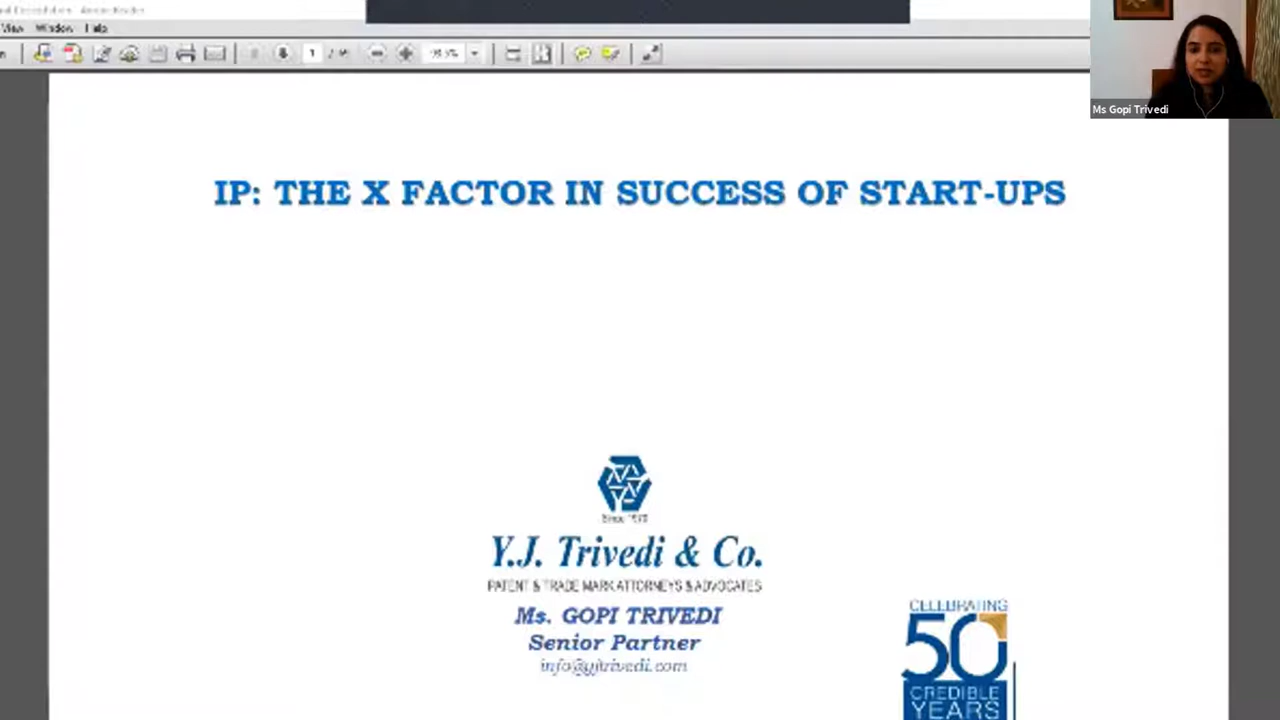 View Window Help
1
Ms Gopi Trivedi
IP: THE X FACTOR IN SUCCESS OF START-UPS
Y.J. Trivedi & Co.
PATENT & TRADE MARK ATTORNEYS & ADVOCATES
Ms. GOPI TRIVEDI
Senior Partner
info@yjtrivedi.com
CELEBRATING
50
CREDIBLE
YEARS